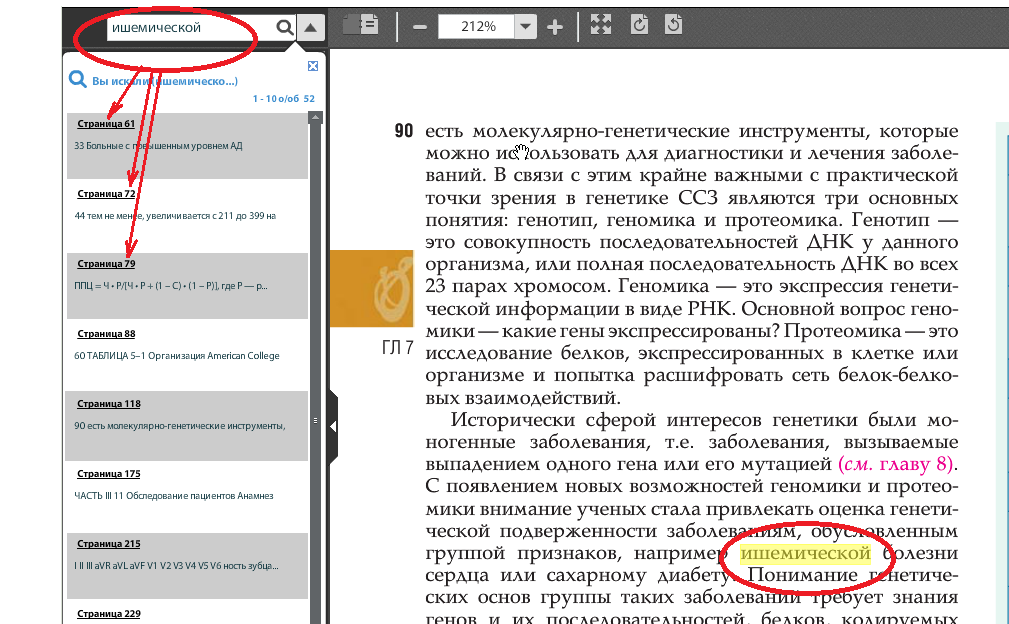 ишемической
212%
Вы искали(ишемическо...)
1 - 10 о/об 52
Страница 61
33 Больные с повышенным уровнем АД
Страница 72
44 тем не менее, увеличивается с 211 до 399 на
Страница 79
ППЦ = Ч • Р/[Ч • Р + (1 – С) • (1 – Р)], где Р — р...
Страница 88
60 ТАБЛИЦА 5–1 Организация American College
Страница 118
90 есть молекулярно-генетические инструменты,
Страница 175
ЧАСТЬ III 11 Обследование пациентов Анамнез
Страница 215
I II III aVR aVL aVF V1 V2 V3 V4 V5 V6 ность зубца...
Страница 229
90
ГЛ 7
есть молекулярно-генетические инструменты, которые
можно использовать для диагностики и лечения заболе-
ваний. В связи с этим крайне важными с практической
точки зрения в генетике ССЗ являются три основных
понятия: генотип, геномика и протеомика. Генотип —
это совокупность последовательностей ДНК у данного
организма, или полная последовательность ДНК во всех
23 парах хромосом. Геномика — это экспрессия генети-
ческой информации в виде РНК. Основной вопрос гено-
мики — какие гены экспрессированы? Протеомика — это
исследование белков, экспрессированных в клетке или
организме и попытка расшифровать сеть белок-белко-
вых взаимодействий.
Исторически сферой интересов генетики были мо-
ногенные заболевания, т.е. заболевания, вызываемые
выпадением одного гена или его мутацией (см. главу 8).
С появлением новых возможностей геномики и протео-
мики внимание ученых стала привлекать оценка генети-
ческой подверженности заболеваниям, обусловленным
группой признаков, например ишемической болезни
сердца или сахарному диабету. Понимание генетиче-
ских основ группы таких заболеваний требует знания
генов и их последовательностей, белков, кодируемых